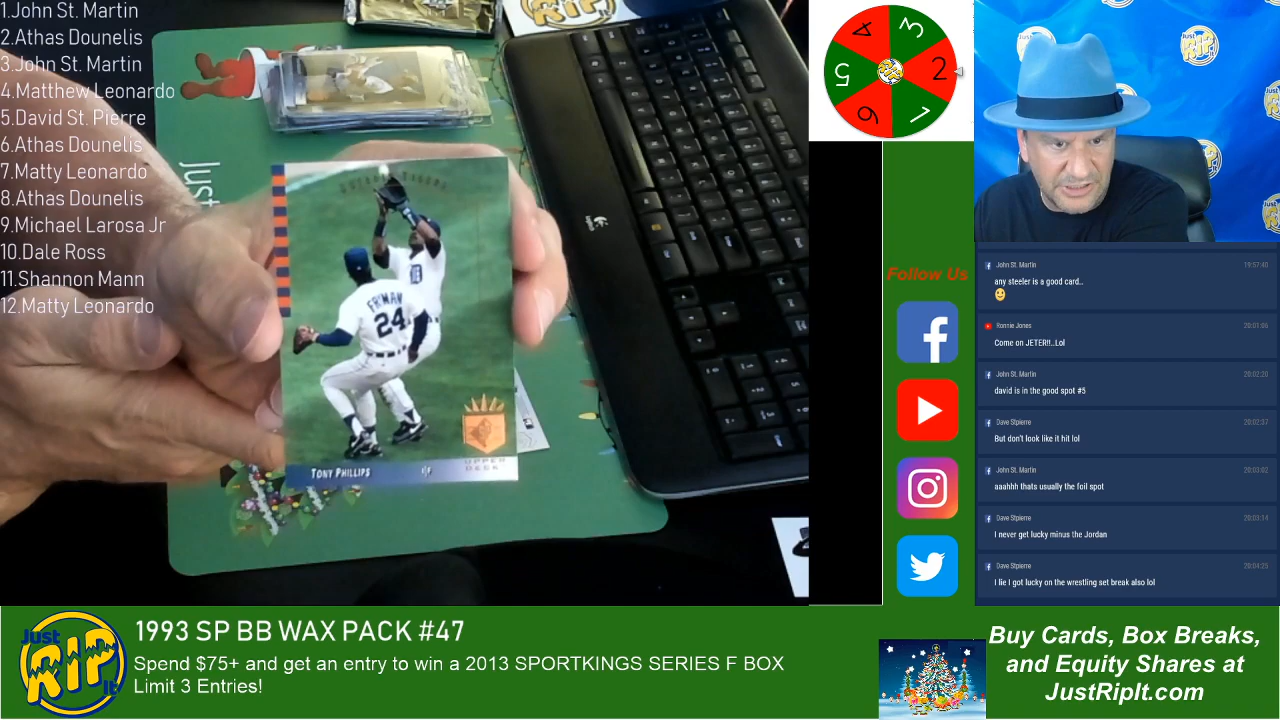 1.John St. Martin
2.Athas Dounelis
3.John St. Martin
4.Matthew Leonardo
5.David St. Pierre
6.Athas Dounelis
7.Matty Leonardo
8.Athas Dounelis
9.Michael Larosa Jr
10.Dale Ross
11.Shannon Mann
12.Matty Leonardo
Just
FRYMAN
24
TONY PHILLIPS
UPPER
DECK
Logitech
4
3
5
2
6
1
RIP
Follow Us
John St. Martin 19:57:40
any steeler is a good card..
Ronnie Jones 20:01:06
Come on JETER!!..Lol
John St. Martin 20:02:20
david is in the good spot #5
Dave Stpierre 20:02:37
But don't look like it hit lol
John St. Martin 20:03:02
aaahhh thats usually the foil spot
Dave Stpierre 20:03:14
I never get lucky minus the Jordan
Dave Stpierre 20:04:25
I lie I got lucky on the wrestling set break also lol
Just
RIP
It
1993 SP BB WAX PACK #47
Spend $75+ and get an entry to win a 2013 SPORTKINGS SERIES F BOX
Limit 3 Entries!
Buy Cards, Box Breaks,
and Equity Shares at
JustRipIt.com